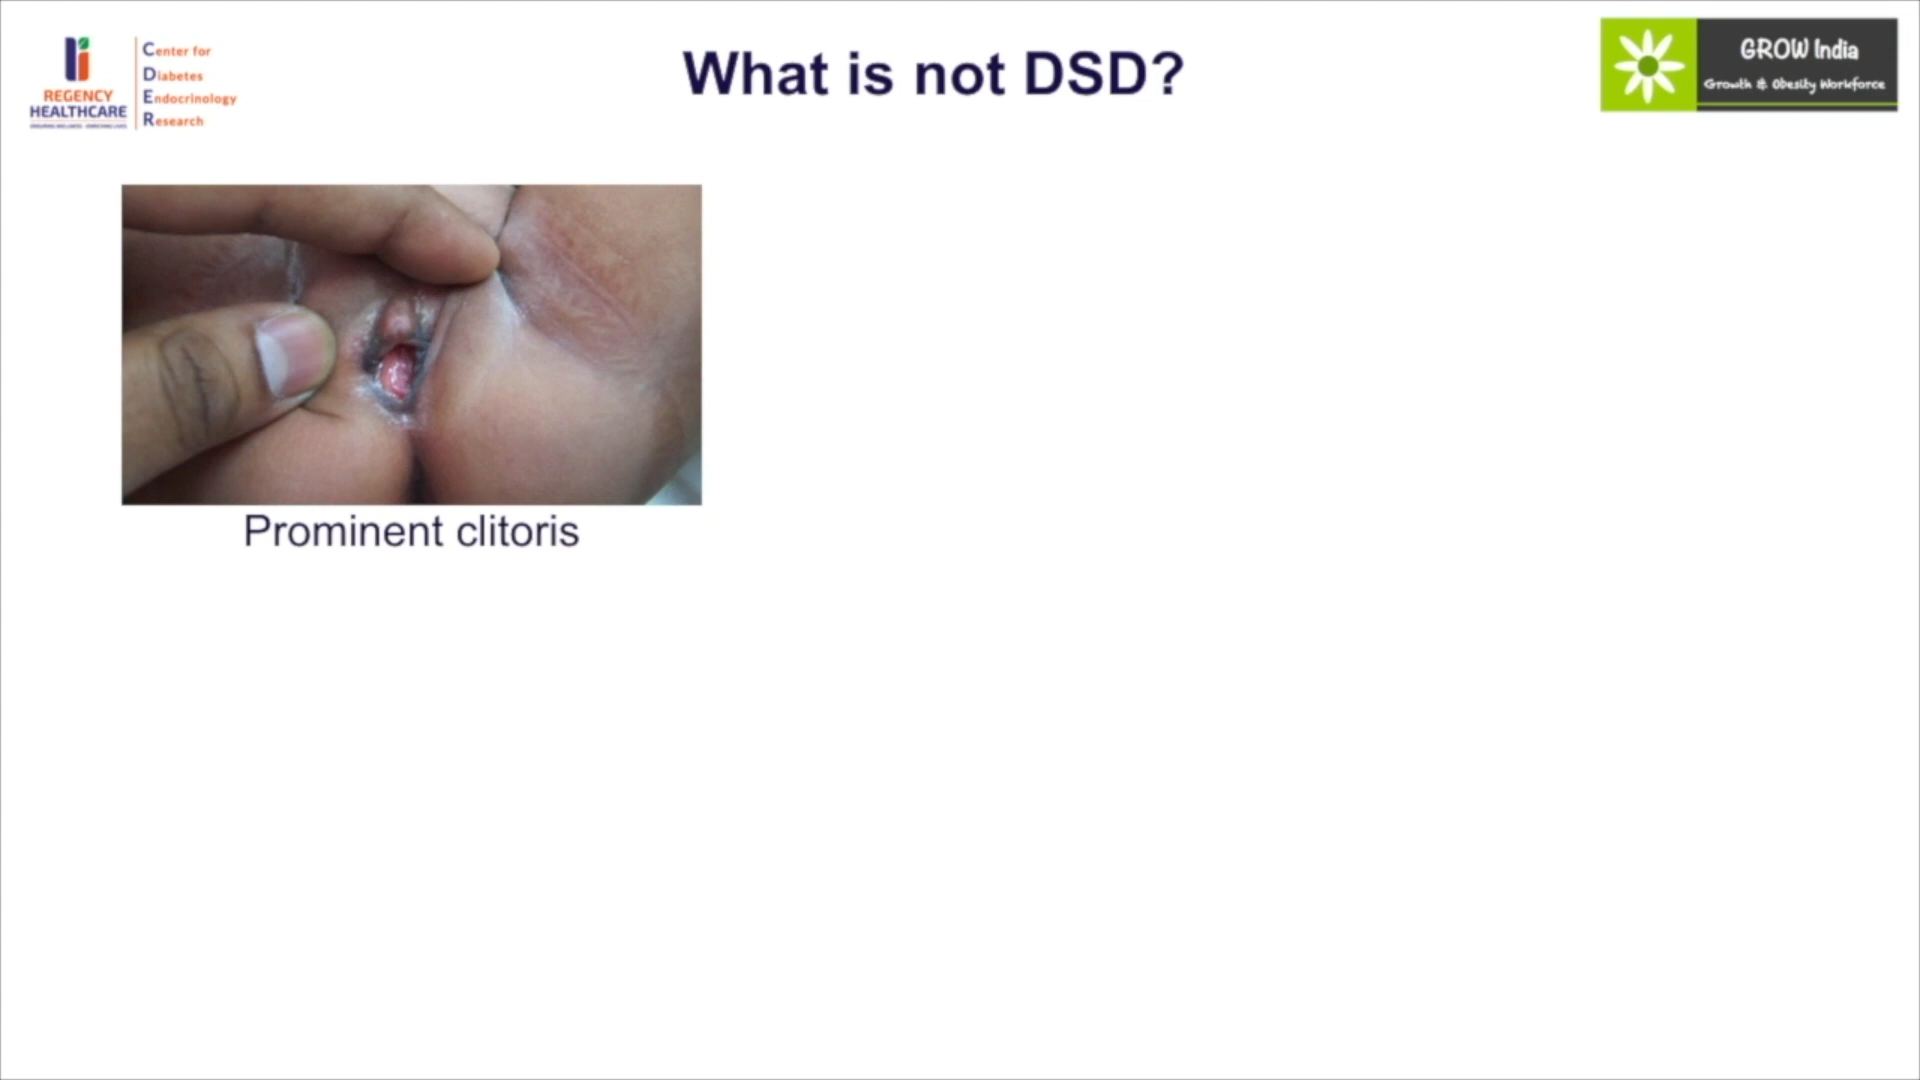 What is not DSD?
REGENCY
HEALTHCARE
Center for
Diabetes
Endocrinology
Research
GROW India
Growth & Obesity Workforce
Prominent clitoris